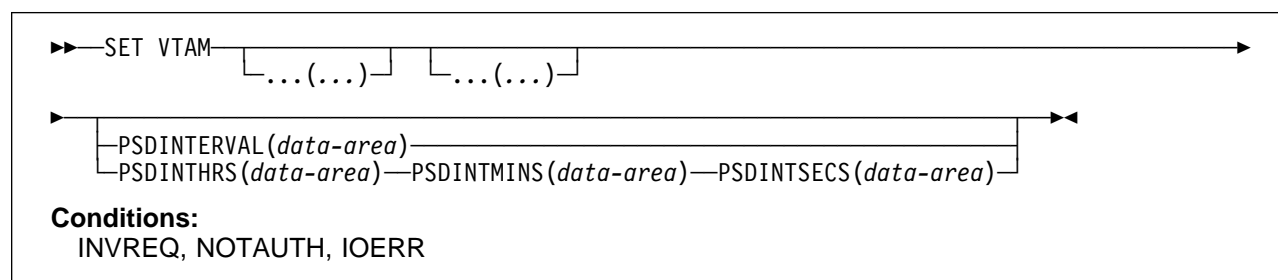 SET VTAM
...(...) ...(...)
PSDINTERVAL(data-area)
PSDINTHRS(data-area) PSDINTMINS(data-area) PSDINTSECS(data-area)
Conditions:
INVREQ, NOTAUTH, IOERR